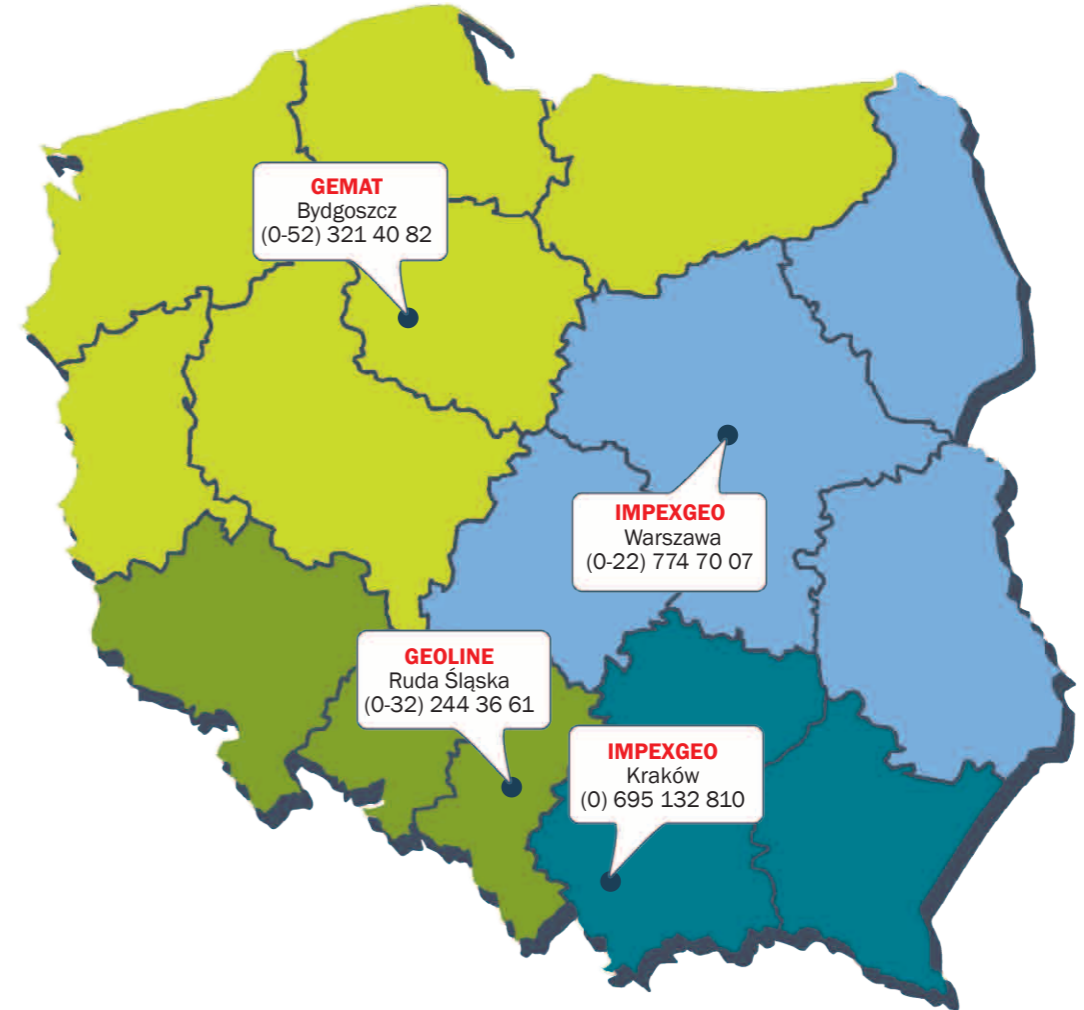 GEMAT
Bydgoszcz
(0-52) 321 40 82
IMPEXGEO
Warszawa
(0-22) 774 70 07
GEOLINE
Ruda Śląska
(0-32) 244 36 61
IMPEXGEO
Kraków
(0) 695 132 810